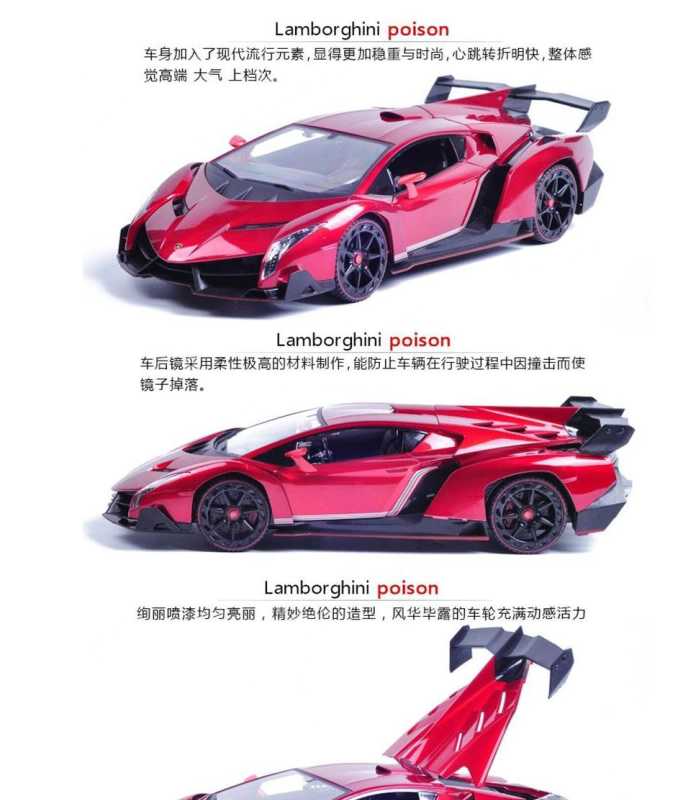 Lamborghini poison
车身加入了现代流行元素,显得更加稳重与时尚,心跳转折明快,整体感
觉高端 大气 上档次。
Lamborghini poison
车后镜采用柔性极高的材料制作,能防止车辆在行驶过程中因撞击而使
镜子掉落。
Lamborghini poison
绚丽喷漆均匀亮丽，精妙绝伦的造型，风华毕露的车轮充满动感活力